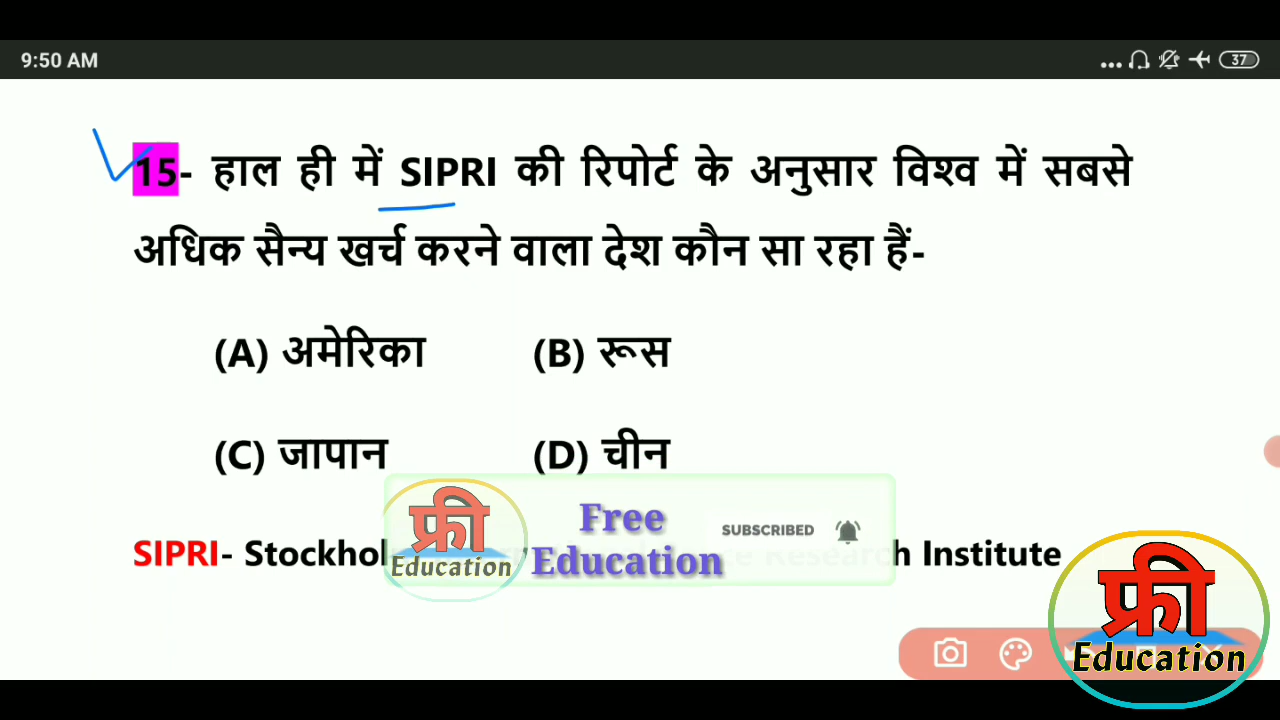 9:50 AM
37
15- हाल ही में SIPRI की रिपोर्ट के अनुसार विश्व में सबसे
अधिक सैन्य खर्च करने वाला देश कौन सा रहा हैं-
(A) अमेरिका (B) रूस
(C) जापान (D) चीन
फ्री
Education
Free
Education
SUBSCRIBED
SIPRI- Research Institute
फ्री
Education